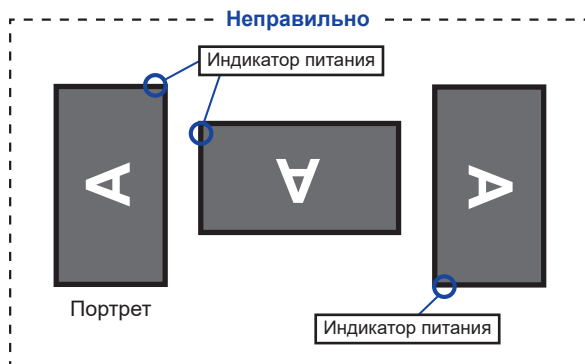 Неправильно
Индикатор питания
A
A
A
Портрет
Индикатор питания